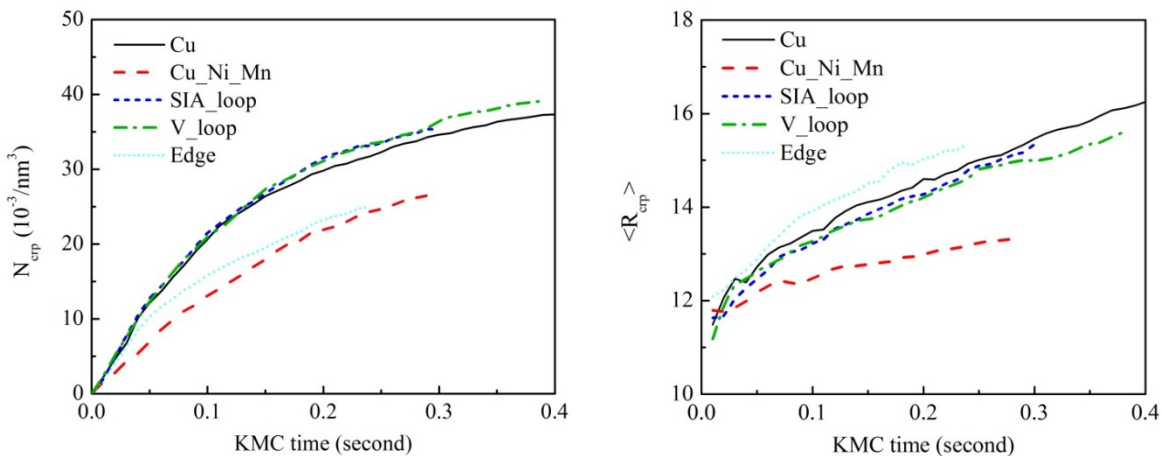 50
40
30
20
10
0
N_crp (10^-3/nm^3)
Cu
Cu_Ni_Mn
SIA_loop
V_loop
Edge
0.0 0.1 0.2 0.3 0.4
KMC time (second)
18
16
14
12
10
<R_crp>
Cu
Cu_Ni_Mn
SIA_loop
V_loop
Edge
0.0 0.1 0.2 0.3 0.4
KMC time (second)